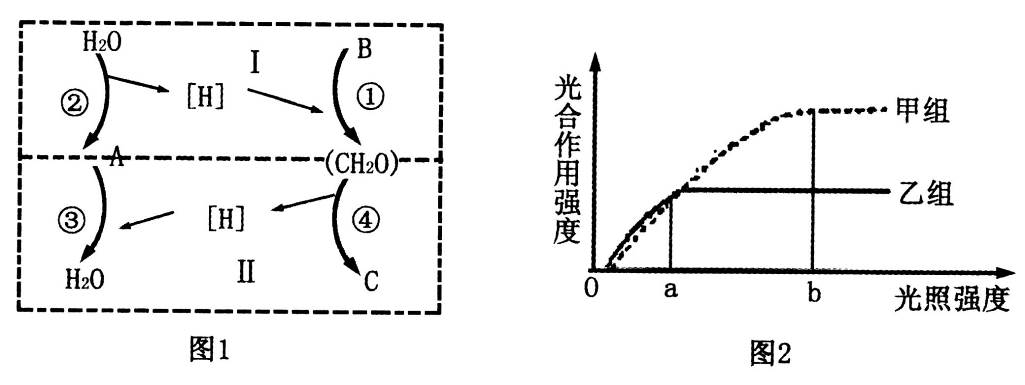 H₂O
B
Ⅰ
[H]
②
①
A
(CH₂O)
③
[H]
④
H₂O
Ⅱ
C
图1
光合作用强度
甲组
乙组
0
a
b
光照强度
图2